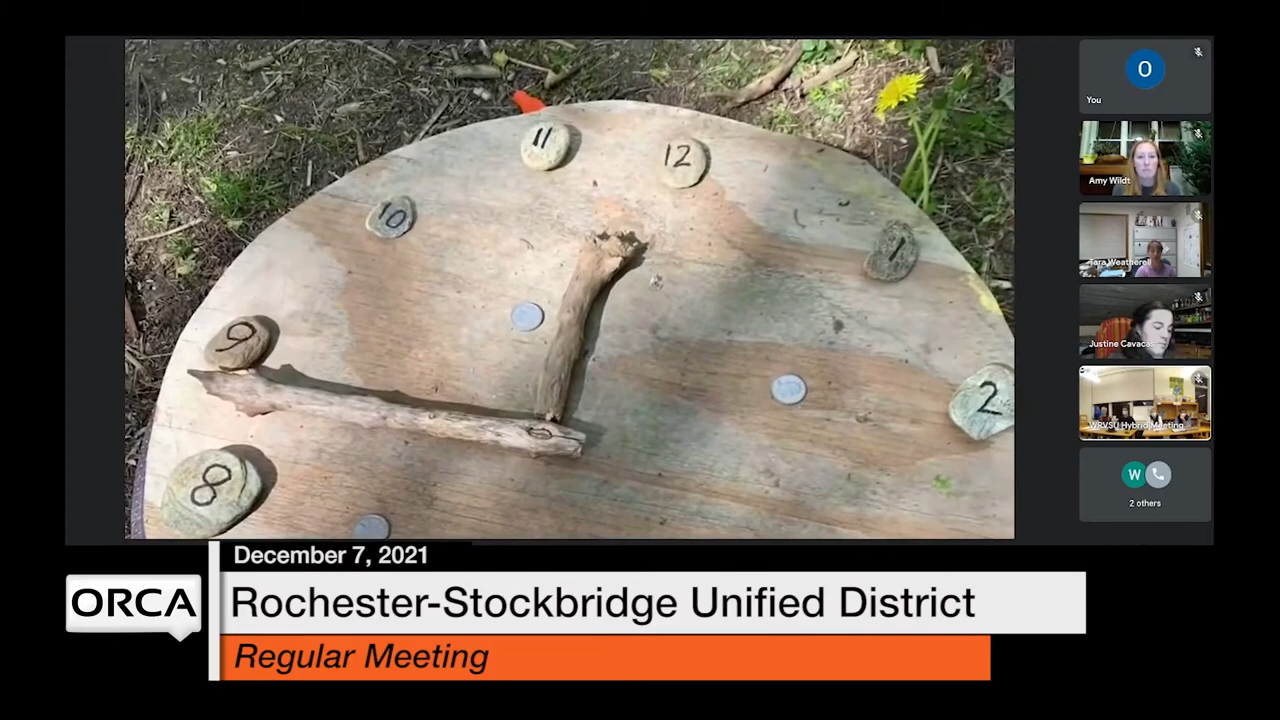 11
12
10
1
9
2
8
O
You
Amy Wildt
Tara Weatherell
Justine Cavacas
WRVSU Hybrid Meeting
W
2 others
December 7, 2021
ORCA
Rochester-Stockbridge Unified District
Regular Meeting